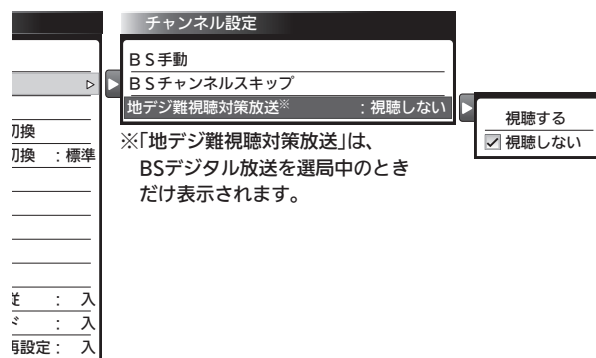 チャンネル設定
BS手動
BSチャンネルスキップ
地デジ難視聴対策放送※ ：視聴しない
視聴する
視聴しない
※「地デジ難視聴対策放送」は、
BSデジタル放送を選局中のとき
だけ表示されます。
切換
切換 ：標準
： 入
ド ： 入
再設定： 入